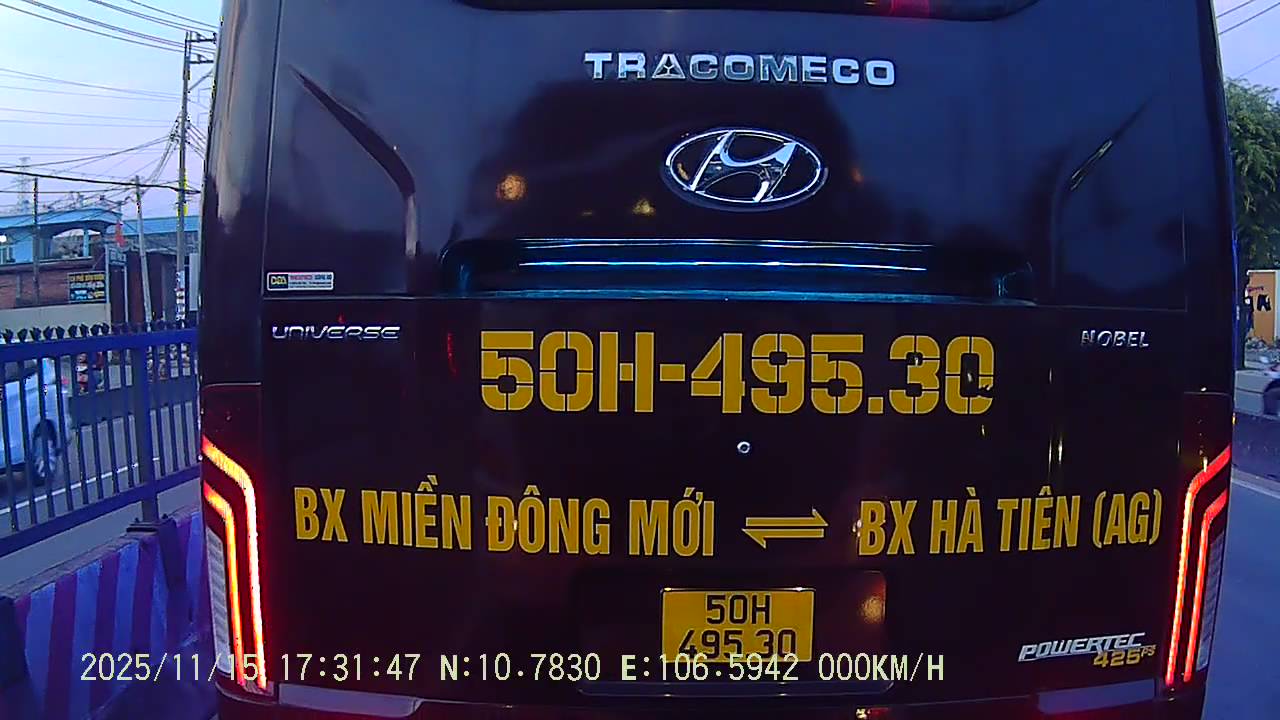 TRACOMECO
UNIVERSE
NOBEL
50H-495.30
BX MIỀN ĐÔNG MỚI ⇌ BX HÀ TIÊN (AG)
50H
495.30
POWERTEC
425PS
2025/11/15 17:31:47 N:10.7830 E:106.5942 000KM/H